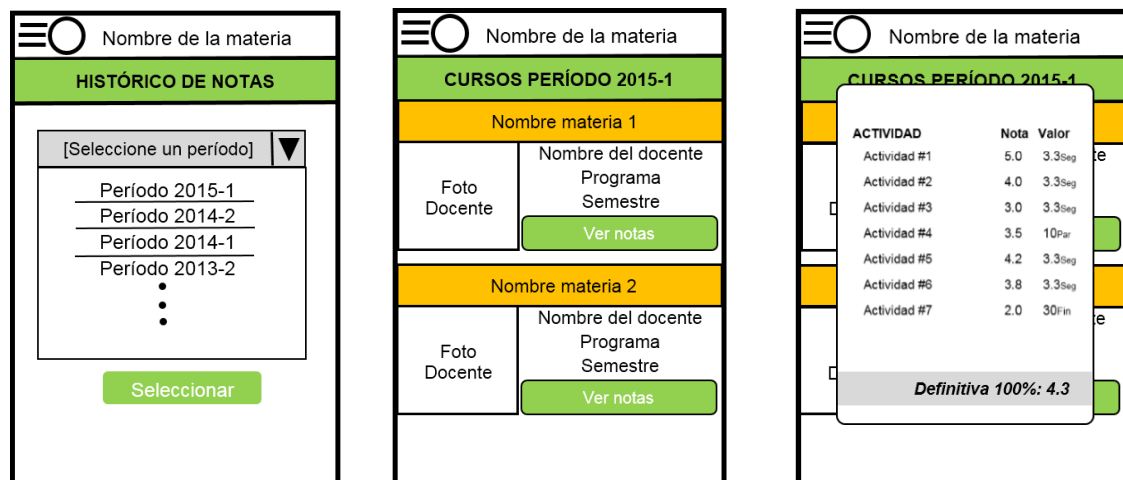 Nombre de la materia
HISTÓRICO DE NOTAS
[Seleccione un período]
Período 2015-1
Período 2014-2
Período 2014-1
Período 2013-2
Seleccionar
Nombre de la materia
CURSOS PERÍODO 2015-1
Nombre materia 1
Foto
Docente
Nombre del docente
Programa
Semestre
Ver notas
Nombre materia 2
Foto
Docente
Nombre del docente
Programa
Semestre
Ver notas
Nombre de la materia
CURSOS PERÍODO 2015-1
ACTIVIDAD Nota Valor
Actividad #1 5.0 3.3Seg
Actividad #2 4.0 3.3Seg
Actividad #3 3.0 3.3Seg
Actividad #4 3.5 10Par
Actividad #5 4.2 3.3Seg
Actividad #6 3.8 3.3Seg
Actividad #7 2.0 30Fin
Definitiva 100%: 4.3